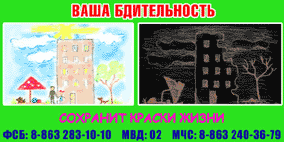 ВАША БДИТЕЛЬНОСТЬ
СОХРАНИТ КРАСКИ ЖИЗНИ
ФСБ: 8-863 283-10-10 МВД: 02 МЧС: 8-863 240-36-79